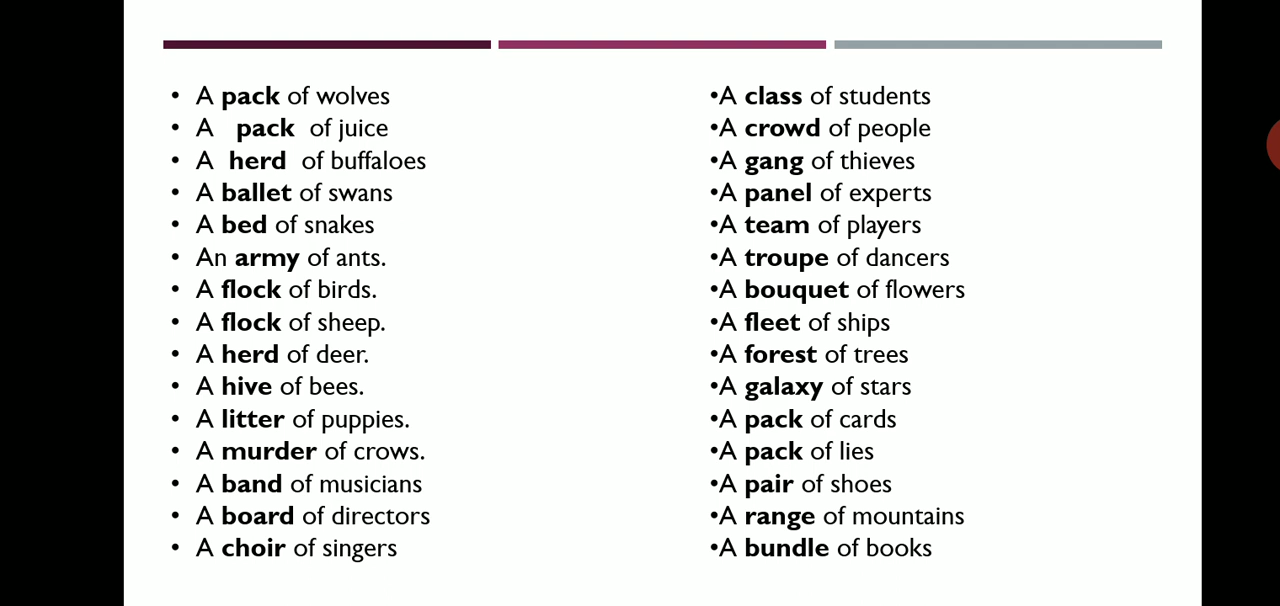 • A pack of wolves
• A pack of juice
• A herd of buffaloes
• A ballet of swans
• A bed of snakes
• An army of ants.
• A flock of birds.
• A flock of sheep.
• A herd of deer.
• A hive of bees.
• A litter of puppies.
• A murder of crows.
• A band of musicians
• A board of directors
• A choir of singers
•A class of students
•A crowd of people
•A gang of thieves
•A panel of experts
•A team of players
•A troupe of dancers
•A bouquet of flowers
•A fleet of ships
•A forest of trees
•A galaxy of stars
•A pack of cards
•A pack of lies
•A pair of shoes
•A range of mountains
•A bundle of books